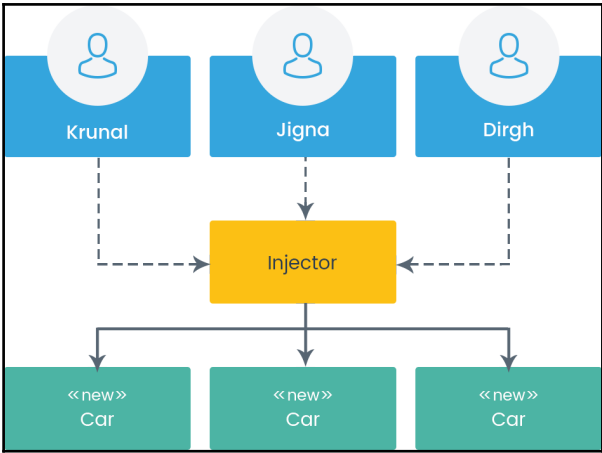 Krunal
Jigna
Dirgh
Injector
«new»
Car
«new»
Car
«new»
Car